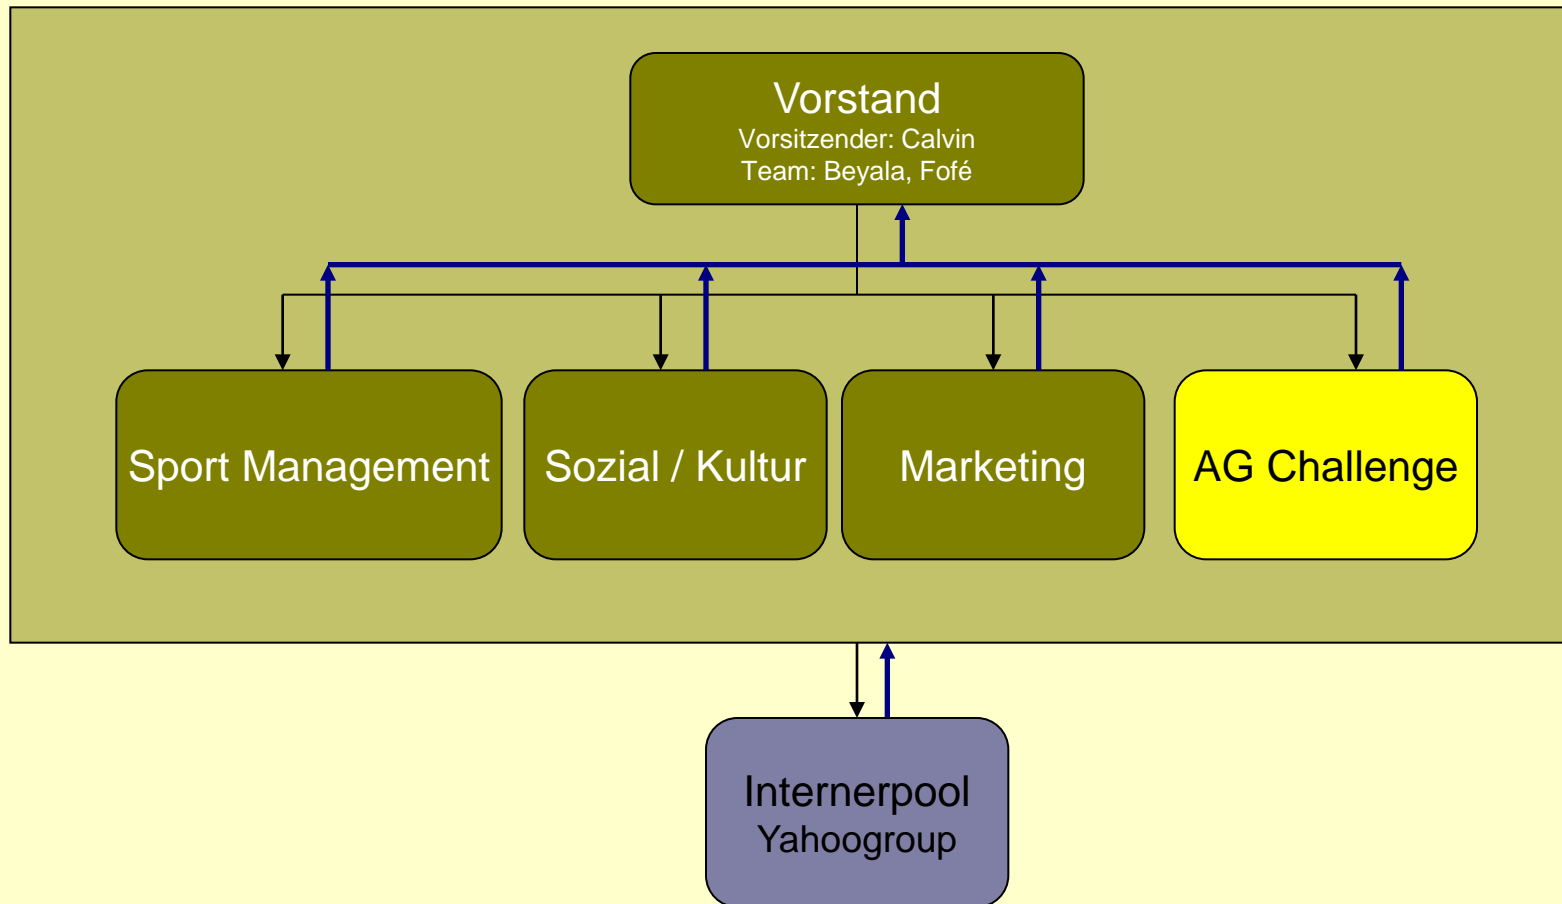 Vorstand
Vorsitzender: Calvin
Team: Beyala, Fofé
Sport Management
Sozial / Kultur
Marketing
AG Challenge
Internerpool
Yahoogroup